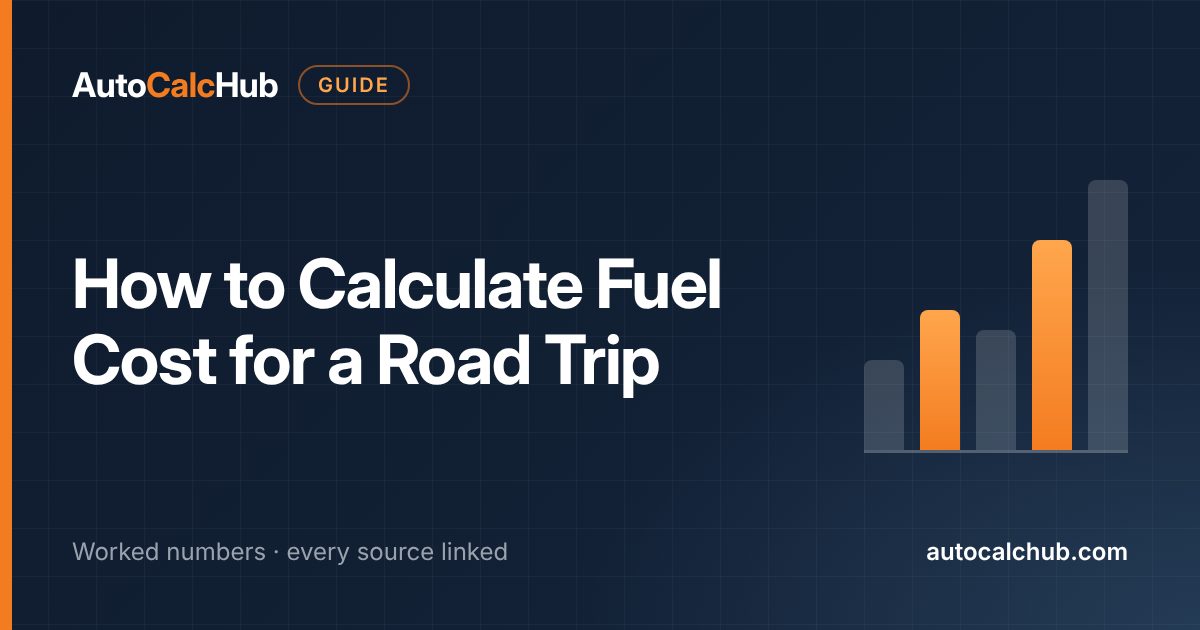 AutoCalcHub
GUIDE
How to Calculate Fuel
Cost for a Road Trip
Worked numbers · every source linked
autocalchub.com